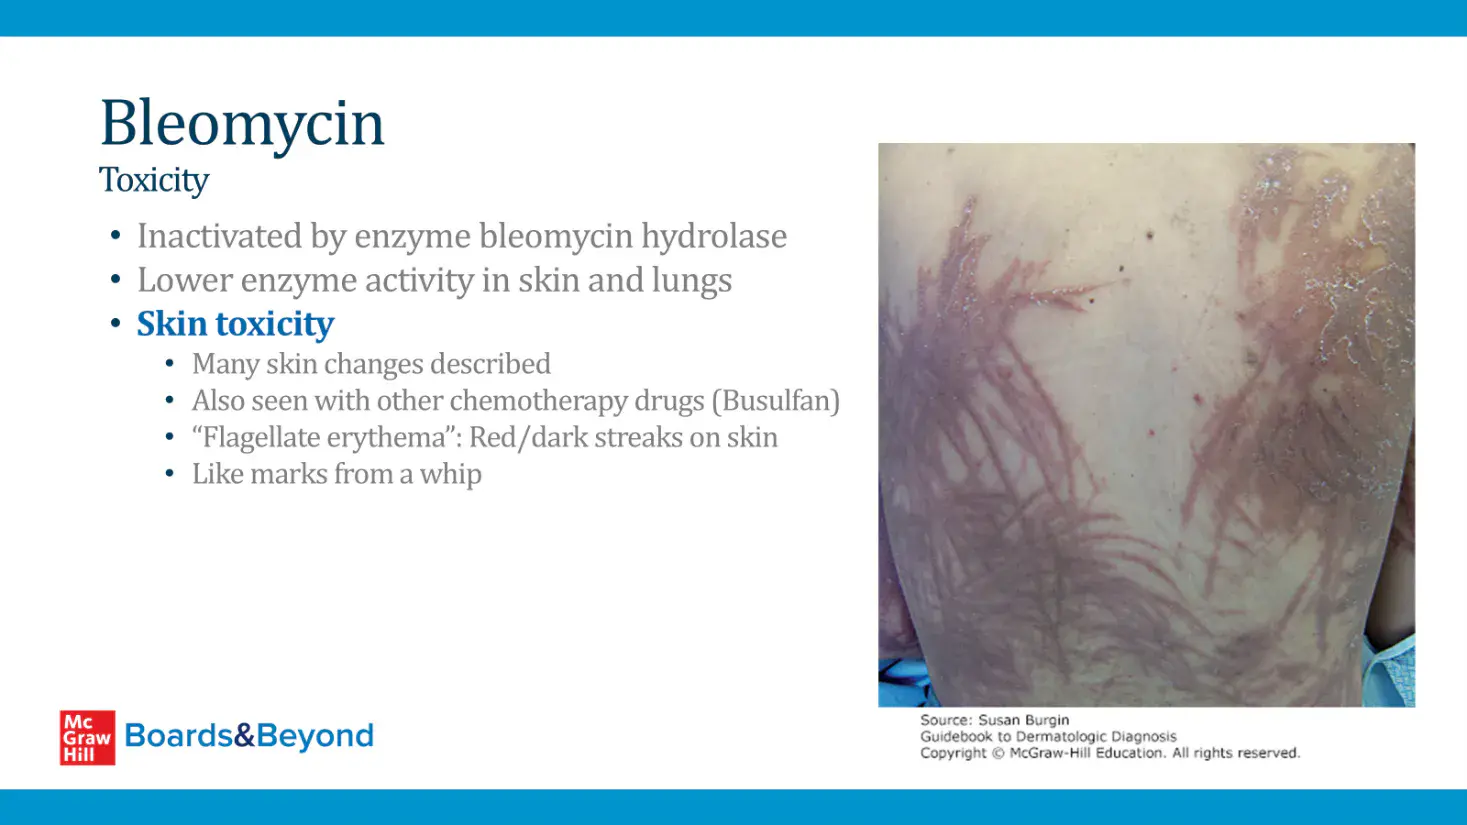 Bleomycin
Toxicity
• Inactivated by enzyme bleomycin hydrolase
• Lower enzyme activity in skin and lungs
• Skin toxicity
• Many skin changes described
• Also seen with other chemotherapy drugs (Busulfan)
• “Flagellate erythema”: Red/dark streaks on skin
• Like marks from a whip
Mc
Graw
Hill
Boards&Beyond
Source: Susan Burgin
Guidebook to Dermatologic Diagnosis
Copyright © McGraw-Hill Education. All rights reserved.